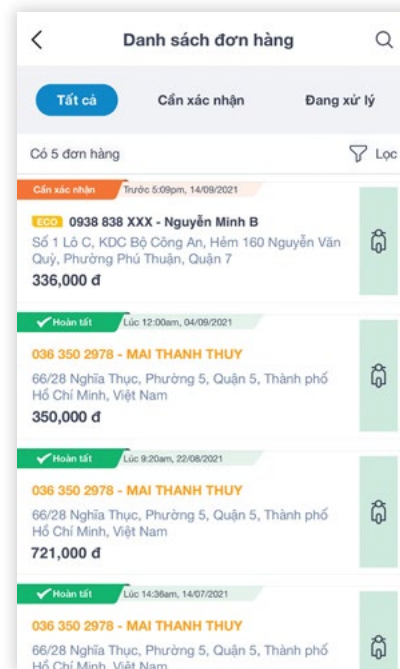 Danh sách đơn hàng
Tất cả Cần xác nhận Đang xử lý
Có 5 đơn hàng Lọc
Cần xác nhận Trước 5:09pm, 14/09/2021
ECO 0938 838 XXX - Nguyễn Minh B
Số 1 Lô C, KDC Bộ Công An, Hẻm 160 Nguyễn Văn
Quỳ, Phường Phú Thuận, Quận 7
336,000 đ
Hoàn tất Lúc 12:00am, 04/09/2021
036 350 2978 - MAI THANH THUY
66/28 Nghĩa Thục, Phường 5, Quận 5, Thành phố
Hồ Chí Minh, Việt Nam
350,000 đ
Hoàn tất Lúc 9:20am, 22/08/2021
036 350 2978 - MAI THANH THUY
66/28 Nghĩa Thục, Phường 5, Quận 5, Thành phố
Hồ Chí Minh, Việt Nam
721,000 đ
Hoàn tất Lúc 14:36am, 14/07/2021
036 350 2978 - MAI THANH THUY
66/28 Nghĩa Thục, Phường 5, Quận 5, Thành phố
Hồ Chí Minh, Việt Nam